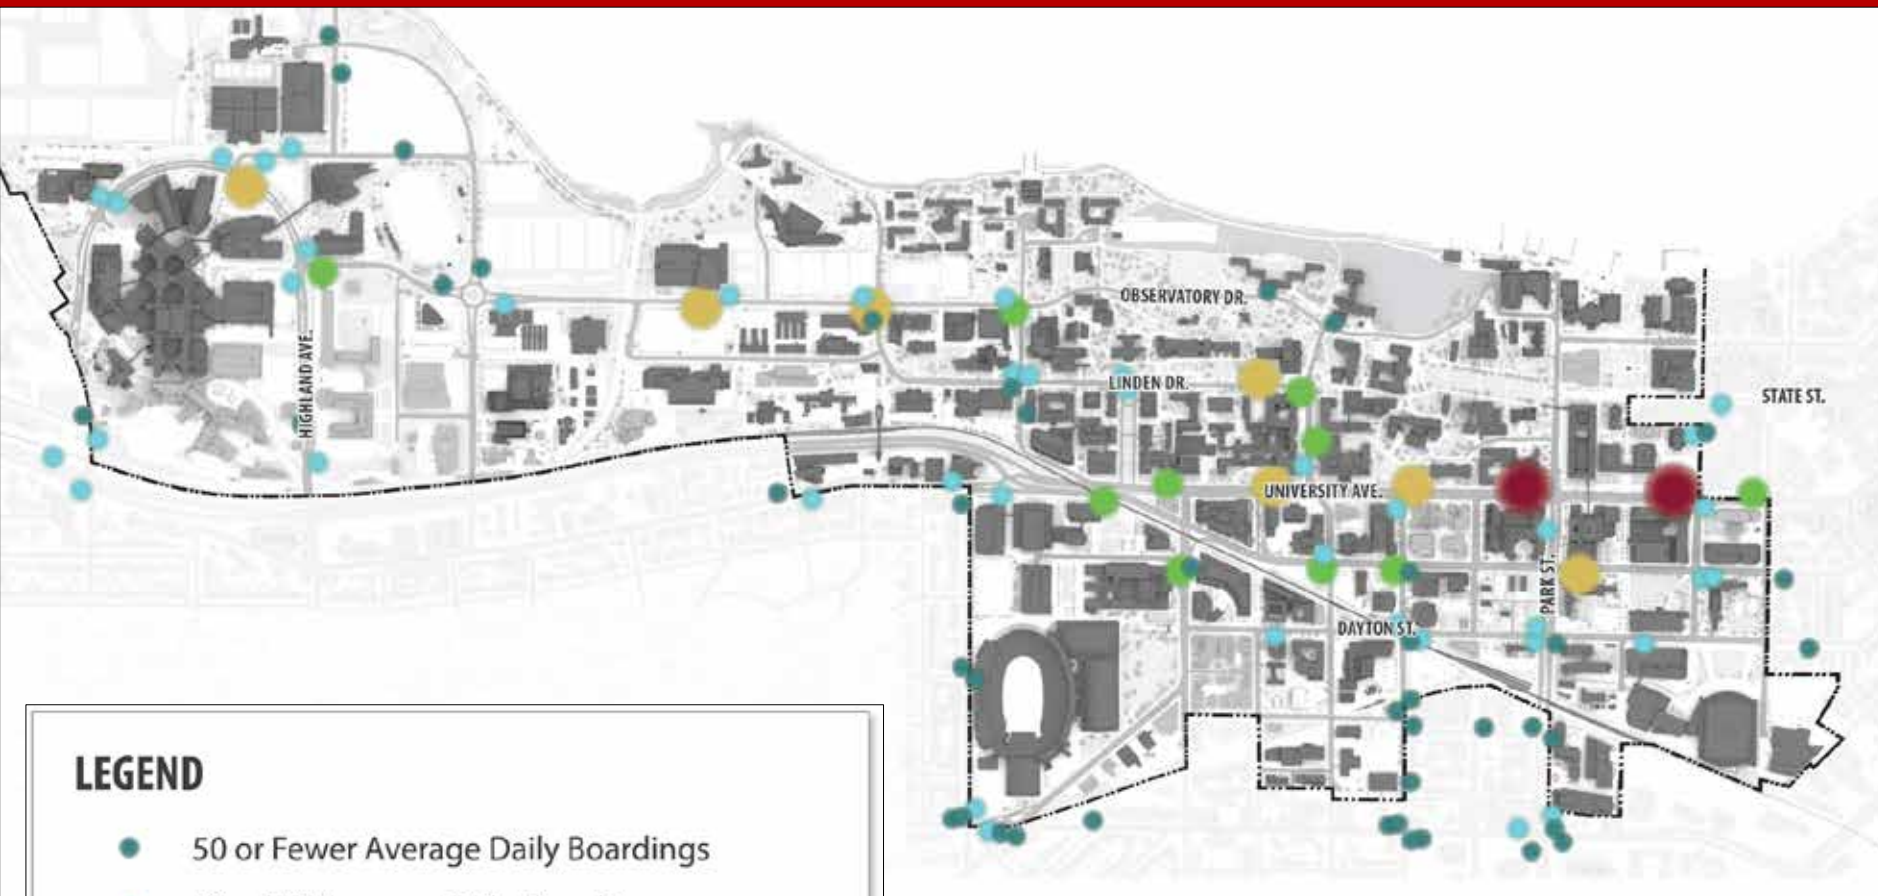 OBSERVATORY DR.
HIGHLAND AVE.
LINDEN DR.
STATE ST.
UNIVERSITY AVE.
PARK ST.
DAYTON ST.
LEGEND
50 or Fewer Average Daily Boardings